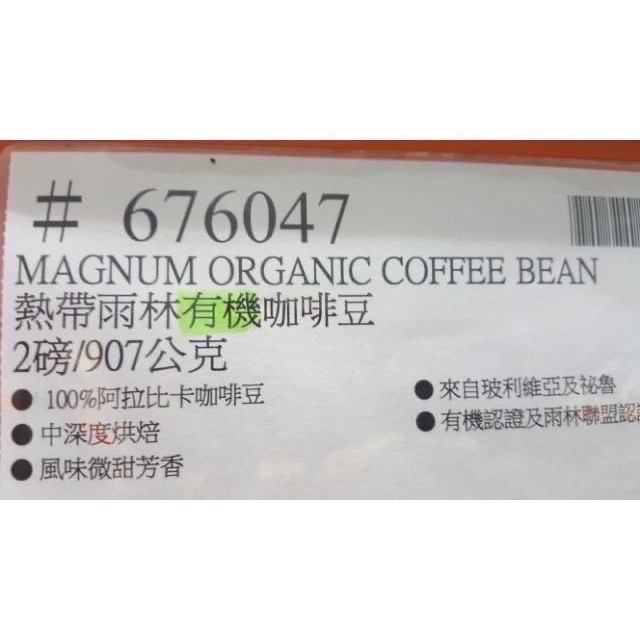 # 676047
MAGNUM ORGANIC COFFEE BEAN
熱帶雨林有機咖啡豆
2磅/907公克
● 100%阿拉比卡咖啡豆
● 中深度烘焙
● 風味微甜芳香
● 來自玻利維亞及祕魯
● 有機認證及雨林聯盟認證